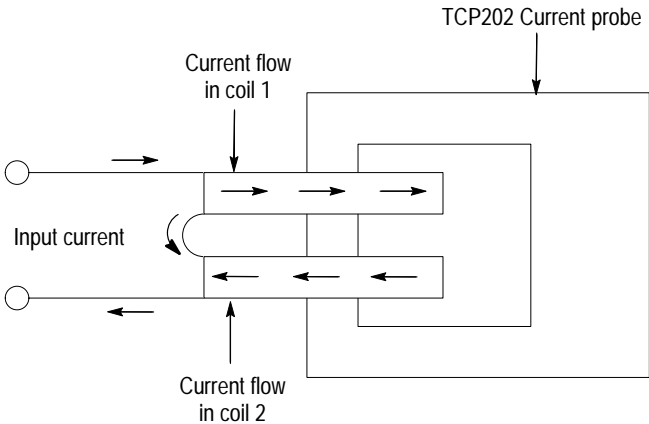 TCP202 Current probe
Current flow
in coil 1
Input current
Current flow
in coil 2